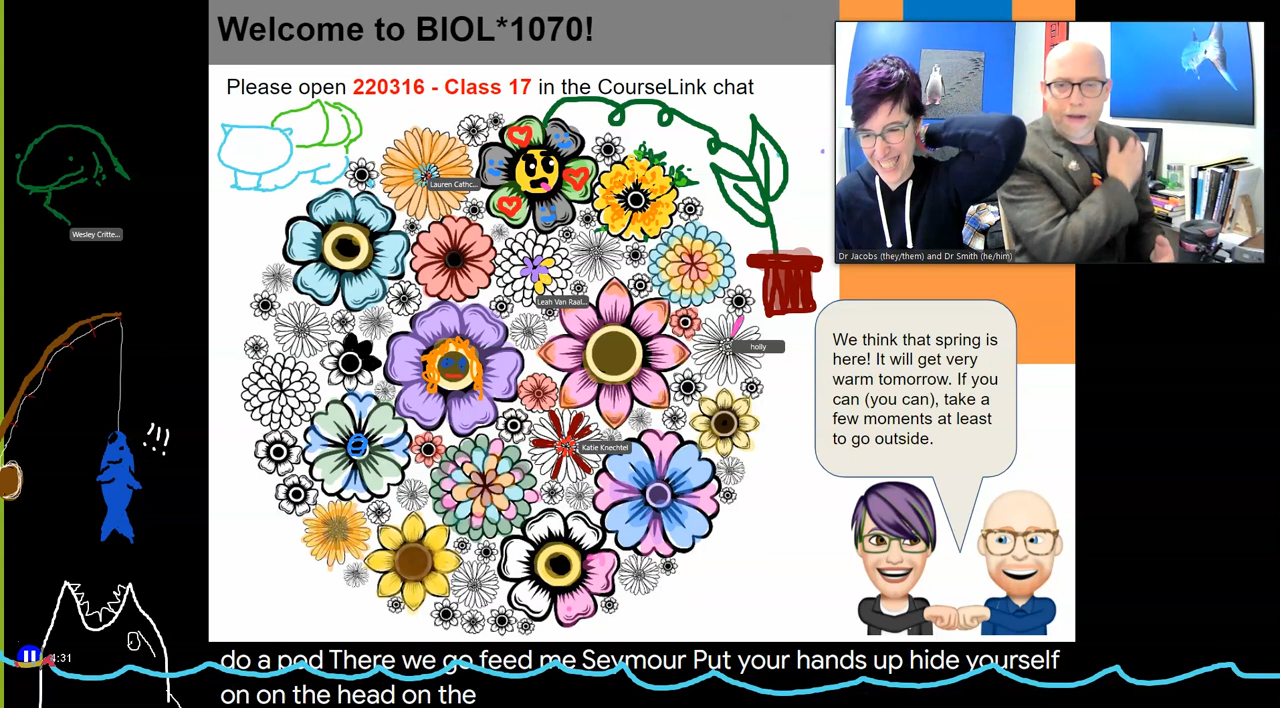 Welcome to BIOL*1070!
Please open 220316 - Class 17 in the CourseLink chat
Lauren Cathc...
Wesley Critte...
Leah Van Raal...
holly
Katie Knechtel
Dr Jacobs (they/them) and Dr Smith (he/him)
We think that spring is
here! It will get very
warm tomorrow. If you
can (you can), take a
few moments at least
to go outside.
!!!
4:31
do a pod There we go feed me Seymour Put your hands up hide yourself
on on the head on the